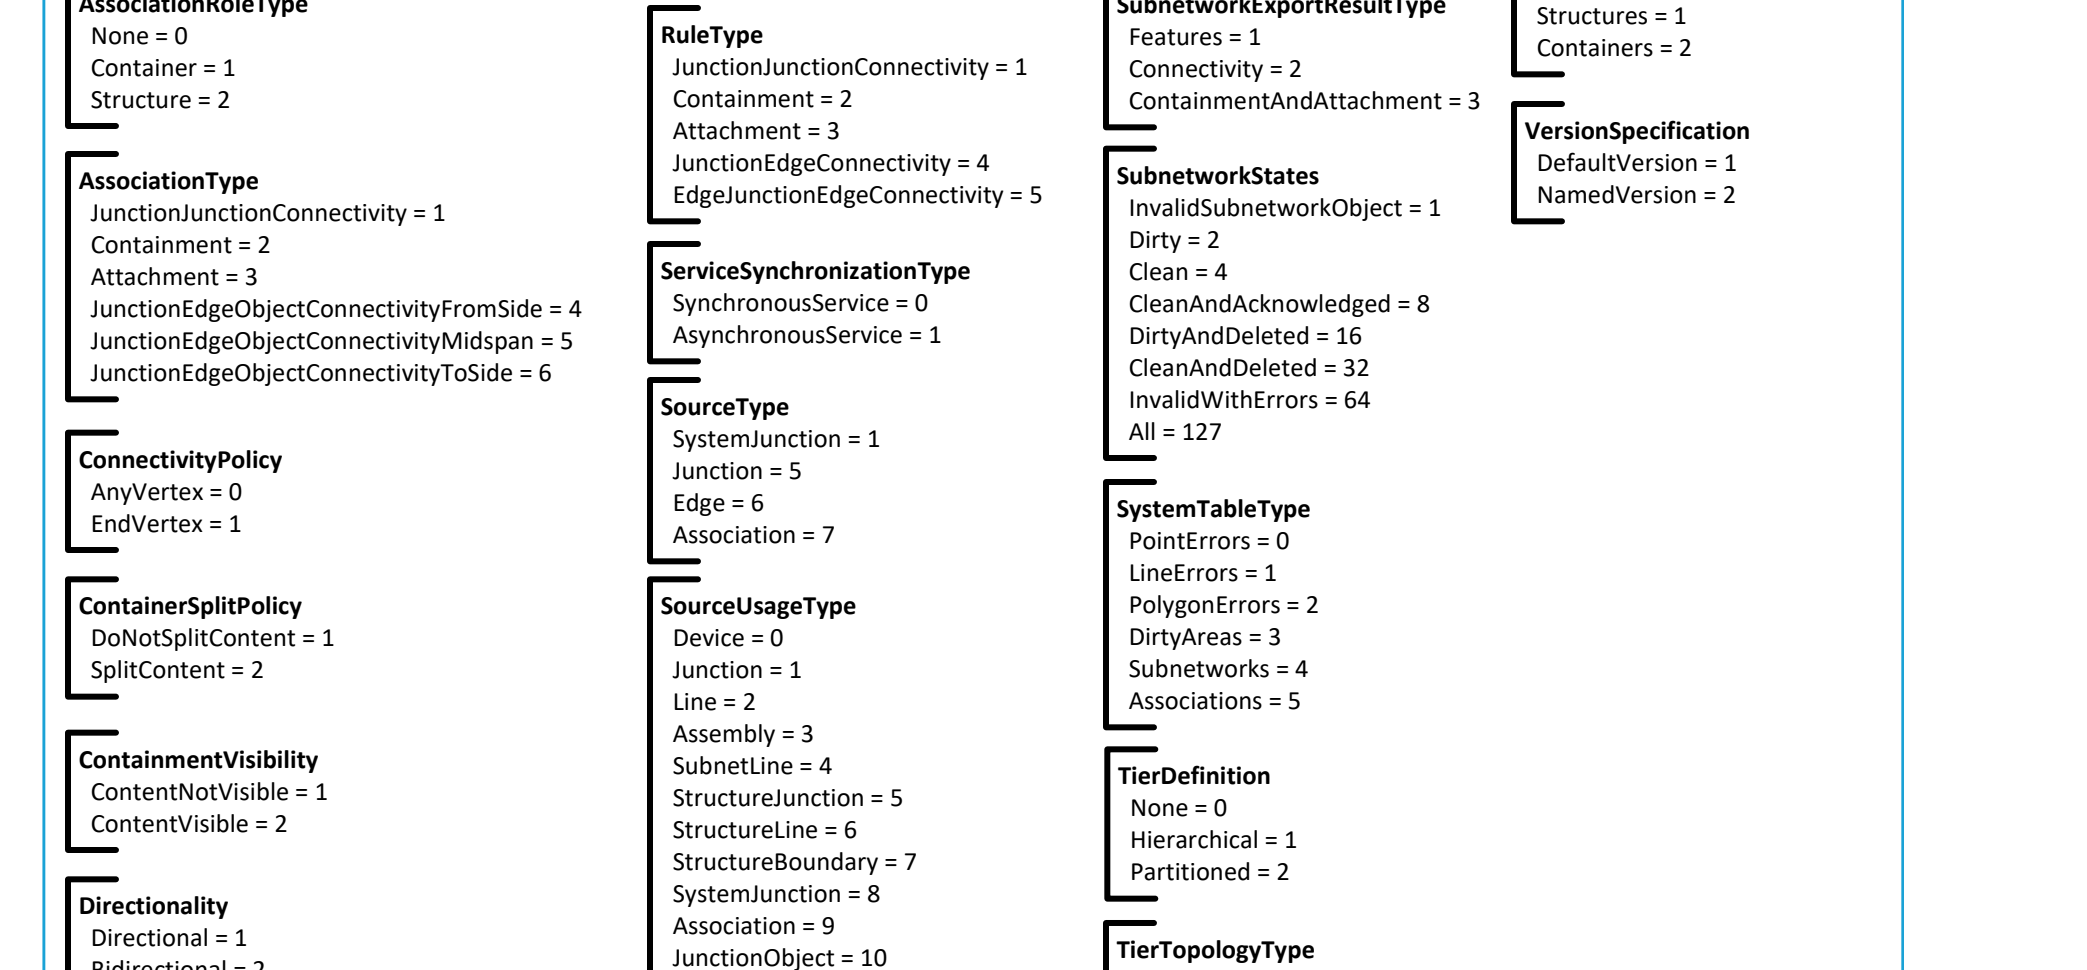 AssociationRoleType
None = 0
Container = 1
Structure = 2
AssociationType
JunctionJunctionConnectivity = 1
Containment = 2
Attachment = 3
JunctionEdgeObjectConnectivityFromSide = 4
JunctionEdgeObjectConnectivityMidspan = 5
JunctionEdgeObjectConnectivityToSide = 6
ConnectivityPolicy
AnyVertex = 0
EndVertex = 1
ContainerSplitPolicy
DoNotSplitContent = 1
SplitContent = 2
ContainmentVisibility
ContentNotVisible = 1
ContentVisible = 2
Directionality
Directional = 1
Bidirectional = 2
RuleType
JunctionJunctionConnectivity = 1
Containment = 2
Attachment = 3
JunctionEdgeConnectivity = 4
EdgeJunctionEdgeConnectivity = 5
ServiceSynchronizationType
SynchronousService = 0
AsynchronousService = 1
SourceType
SystemJunction = 1
Junction = 5
Edge = 6
Association = 7
SourceUsageType
Device = 0
Junction = 1
Line = 2
Assembly = 3
SubnetLine = 4
StructureJunction = 5
StructureLine = 6
StructureBoundary = 7
SystemJunction = 8
Association = 9
JunctionObject = 10
SubnetworkExportResultType
Features = 1
Connectivity = 2
ContainmentAndAttachment = 3
SubnetworkStates
InvalidSubnetworkObject = 1
Dirty = 2
Clean = 4
CleanAndAcknowledged = 8
DirtyAndDeleted = 16
CleanAndDeleted = 32
InvalidWithErrors = 64
All = 127
SystemTableType
PointErrors = 0
LineErrors = 1
PolygonErrors = 2
DirtyAreas = 3
Subnetworks = 4
Associations = 5
TierDefinition
None = 0
Hierarchical = 1
Partitioned = 2
TierTopologyType
Structures = 1
Containers = 2
VersionSpecification
DefaultVersion = 1
NamedVersion = 2